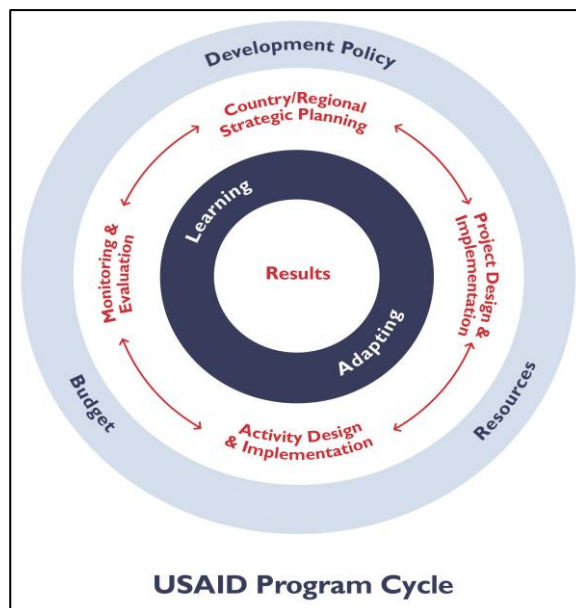 Development Policy
Country/Regional
Strategic Planning
Learning
Monitoring &
Evaluation
Results
Project Design &
Implementation
Adapting
Budget
Resources
Activity Design
& Implementation
USAID Program Cycle